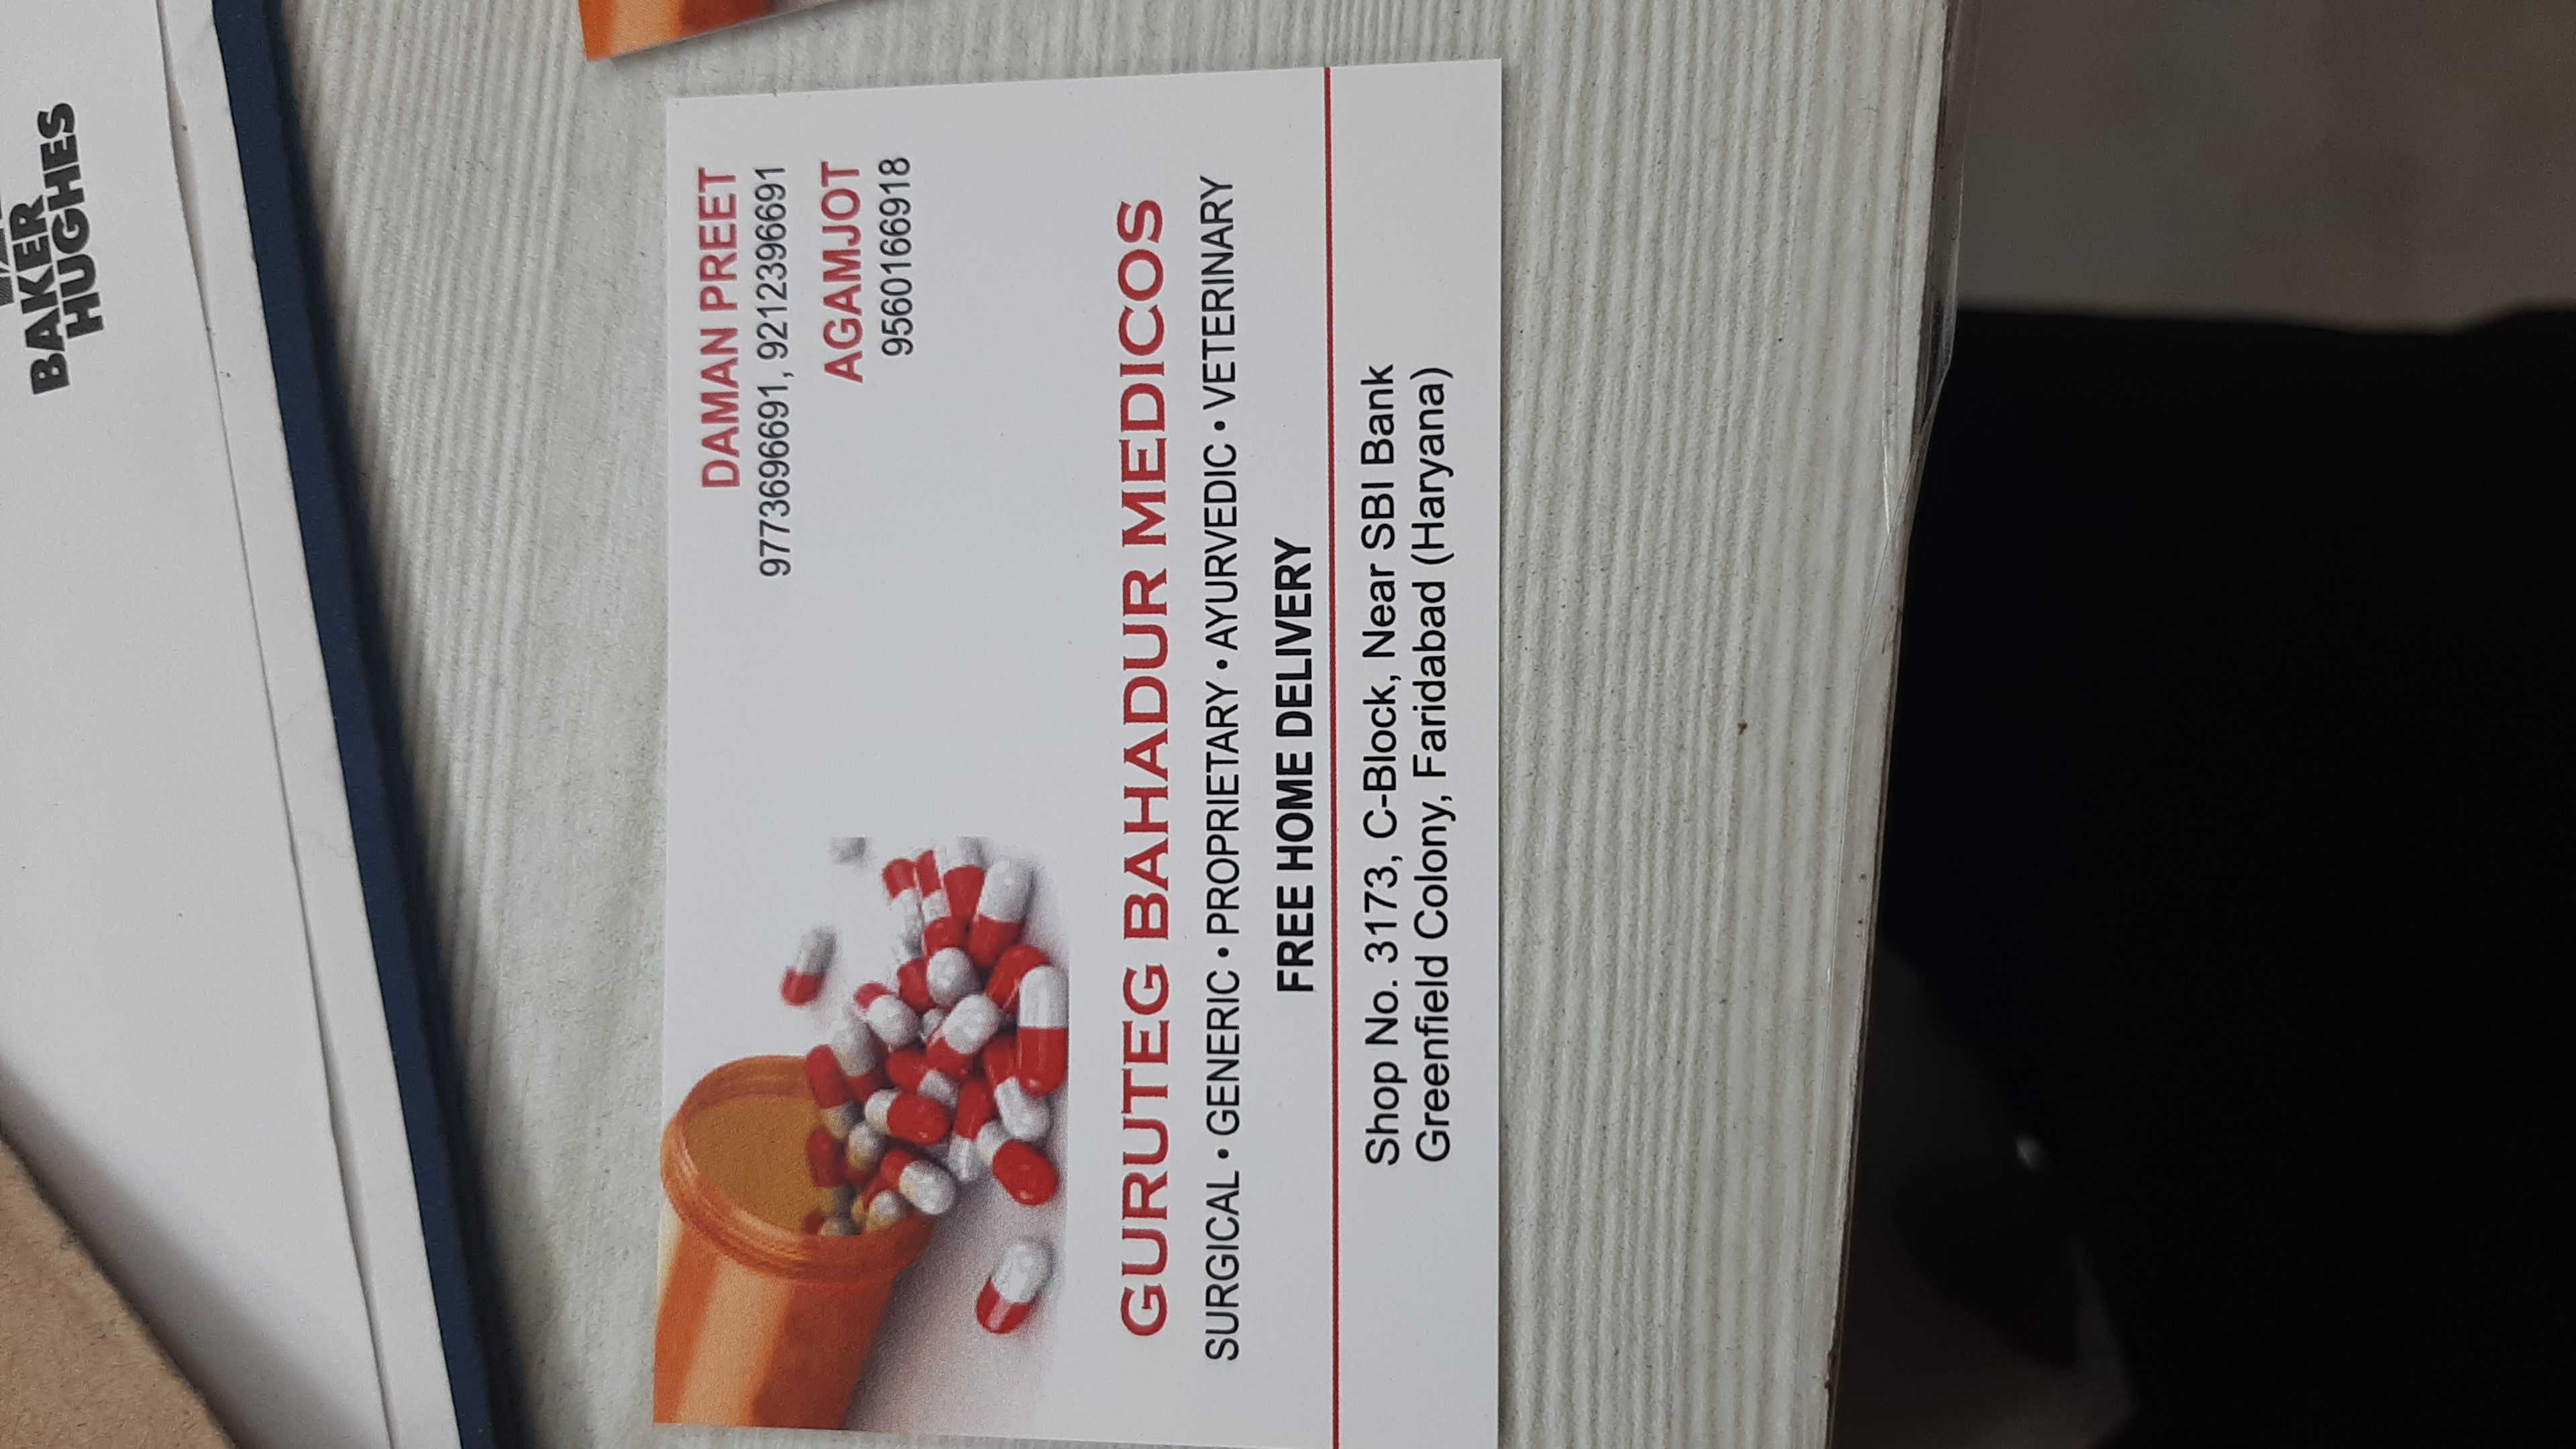 BAKER
HUGHES
DAMAN PREET
9773696691, 9212396691
AGAMJOT
9560166918
GURUTEG BAHADUR MEDICOS
SURGICAL • GENERIC • PROPRIETARY • AYURVEDIC • VETERINARY
FREE HOME DELIVERY
Shop No. 3173, C-Block, Near SBI Bank
Greenfield Colony, Faridabad (Haryana)